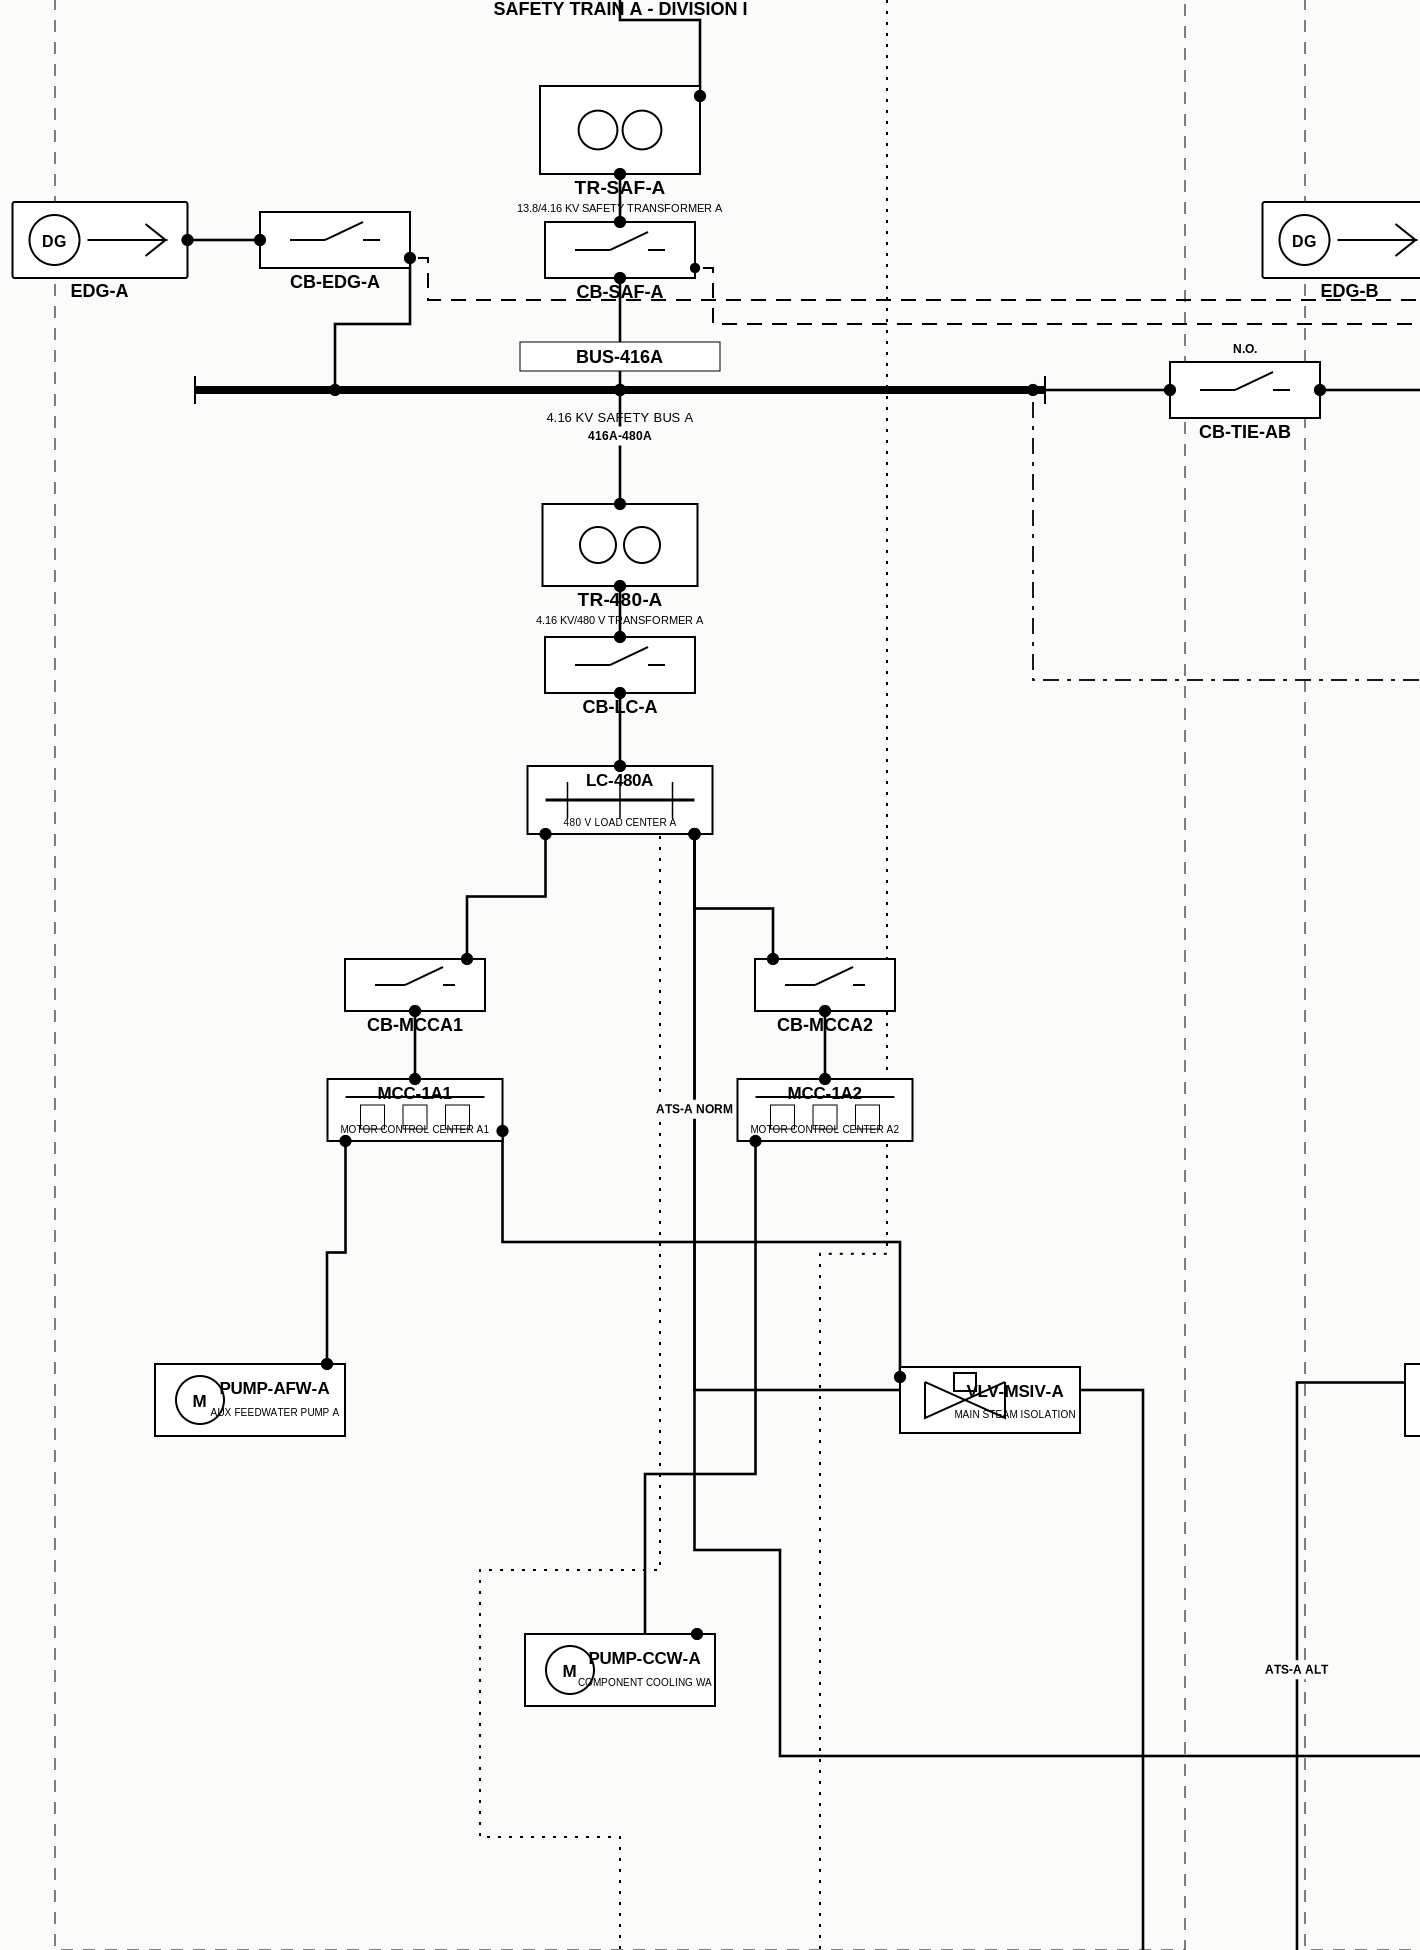 SAFETY TRAIN A - DIVISION I
TR-SAF-A
13.8/4.16 KV SAFETY TRANSFORMER A
DG
EDG-A
CB-EDG-A
CB-SAF-A
DG
EDG-B
BUS-416A
N.O.
CB-TIE-AB
4.16 KV SAFETY BUS A
416A-480A
TR-480-A
4.16 KV/480 V TRANSFORMER A
CB-LC-A
LC-480A
480 V LOAD CENTER A
CB-MCCA1
CB-MCCA2
MCC-1A1
MOTOR CONTROL CENTER A1
ATS-A NORM
MCC-1A2
MOTOR CONTROL CENTER A2
M
PUMP-AFW-A
AUX FEEDWATER PUMP A
VLV-MSIV-A
MAIN STEAM ISOLATION
M
PUMP-CCW-A
COMPONENT COOLING WA
ATS-A ALT